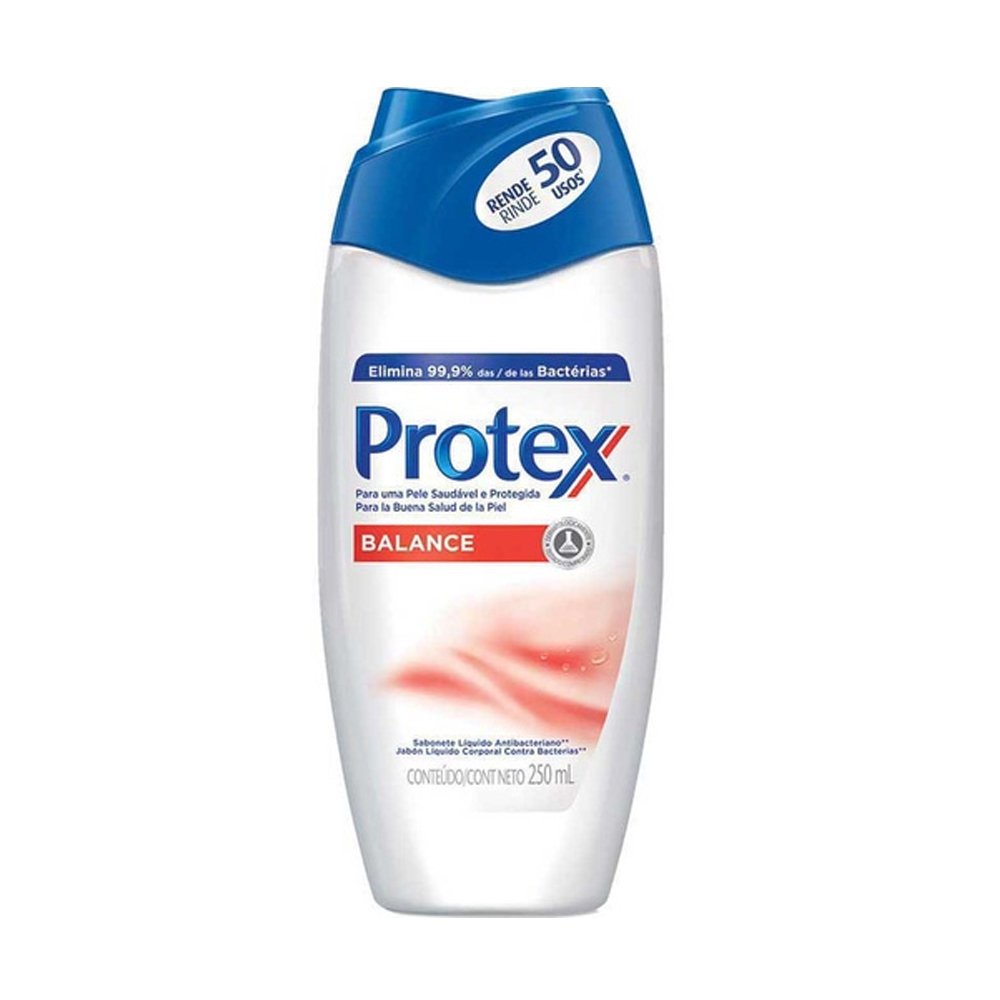 RENDE 50
RINDE USOS
Elimina 99,9% das / de las Bactérias*
Protex®
Para uma Pele Saudável e Protegida
Para la Buena Salud de la Piel
BALANCE
Sabonete Líquido Antibacteriano**
Jabón Líquido Corporal Contra Bacterias**
CONTEÚDO/CONT NETO 250 mL